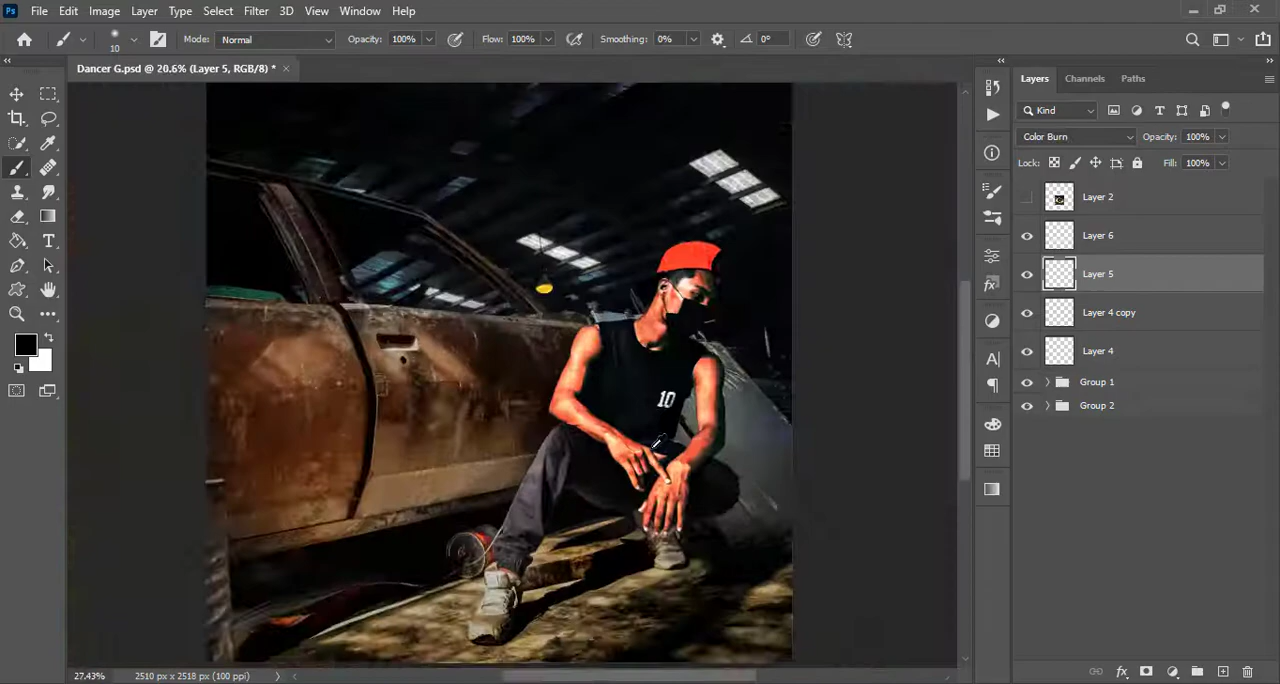 Ps File Edit Image Layer Type Select Filter 3D View Window Help
10 Mode: Normal Opacity: 100% Flow: 100% Smoothing: 0% 0°
Dancer G.psd @ 20.6% (Layer 5, RGB/8) *
Layers Channels Paths
Kind
Color Burn Opacity: 100%
Lock: Fill: 100%
Layer 2
Layer 6
Layer 5
Layer 4 copy
Layer 4
Group 1
Group 2
10
27.43% 2510 px x 2518 px (100 ppi)